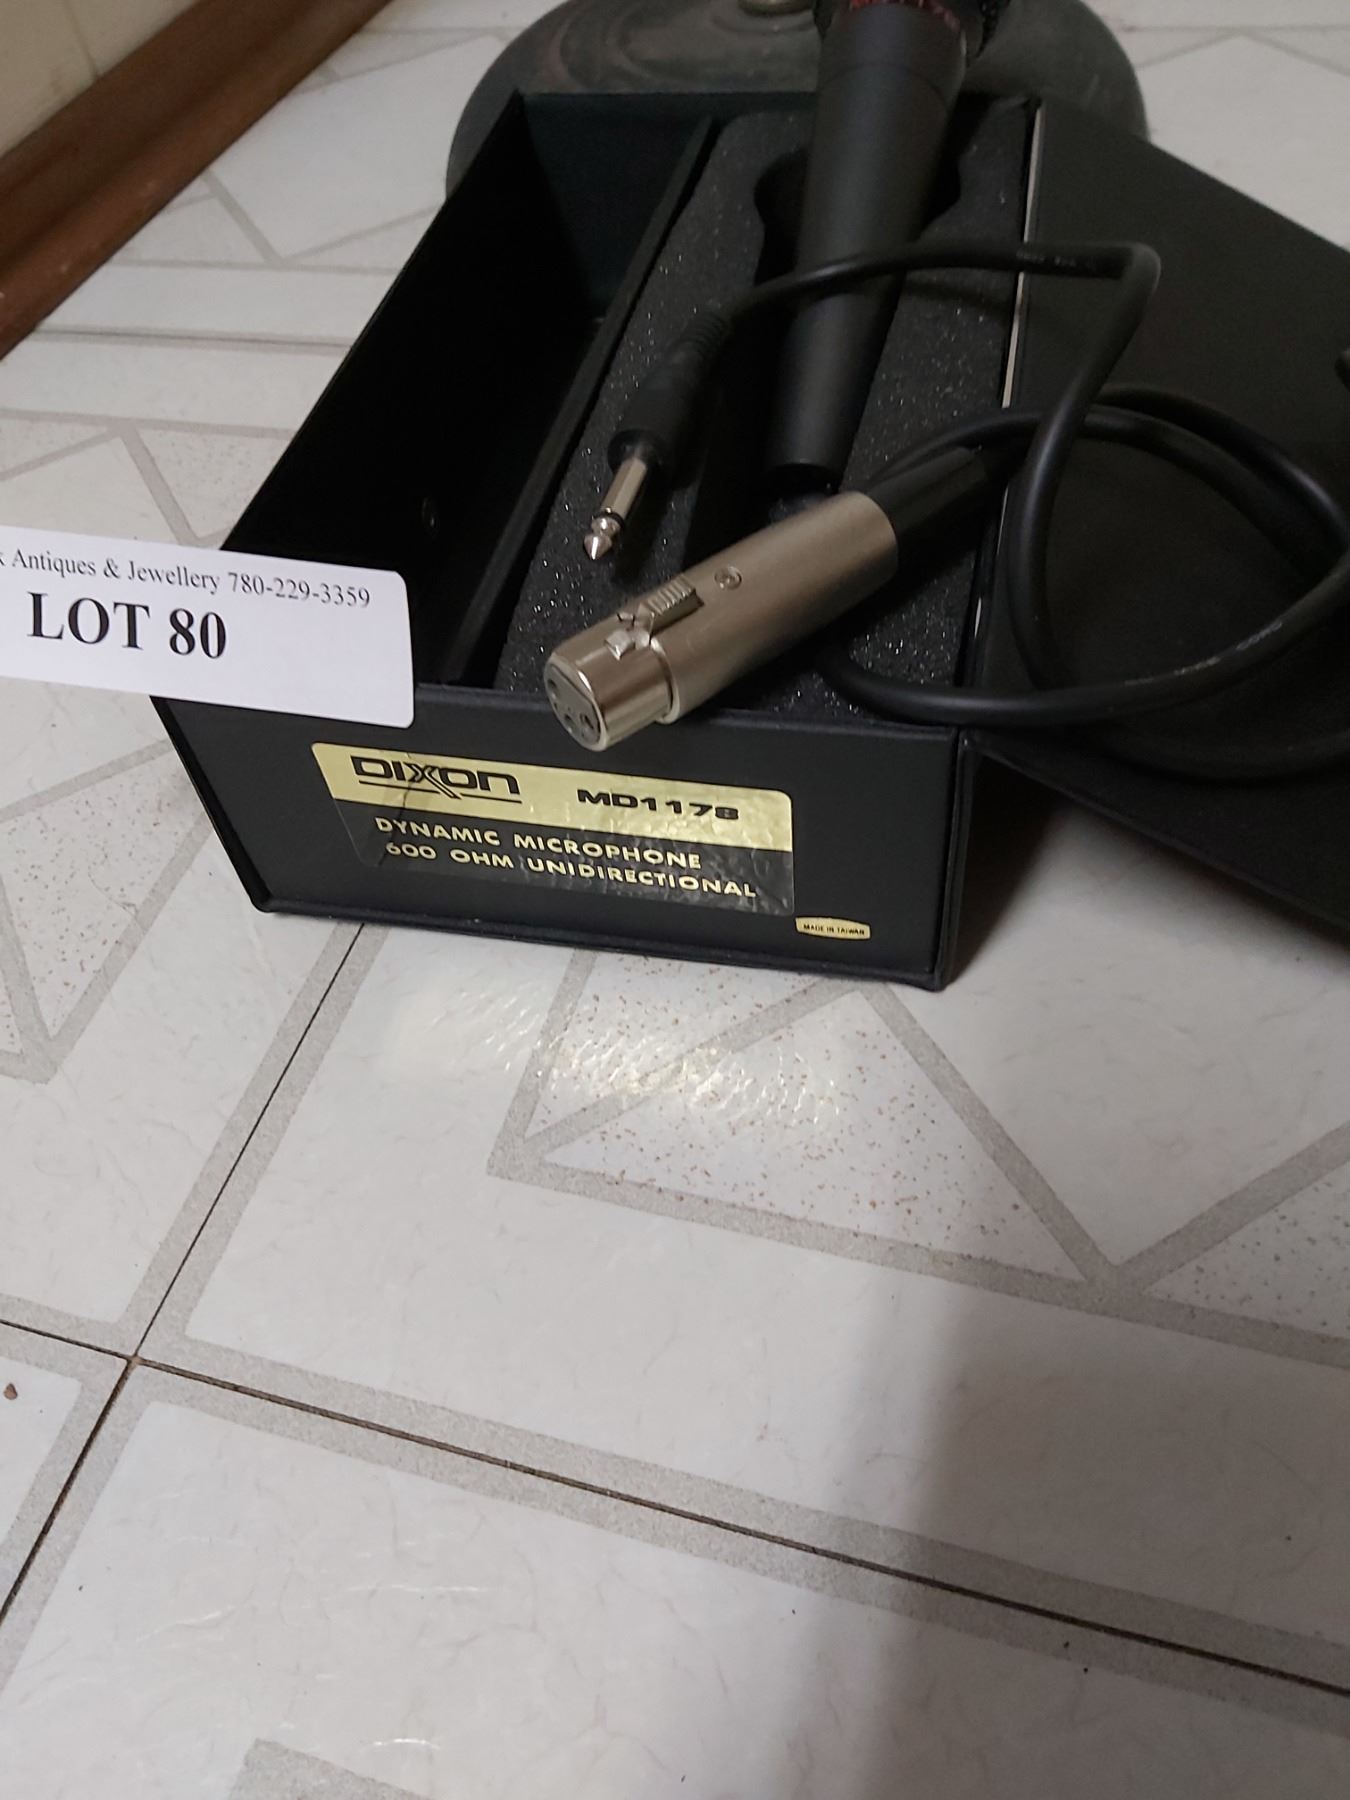 Antiques & Jewellery 780-229-3359
LOT 80
DIXON MD1178
DYNAMIC MICROPHONE
600 OHM UNIDIRECTIONAL
MADE IN TAIWAN